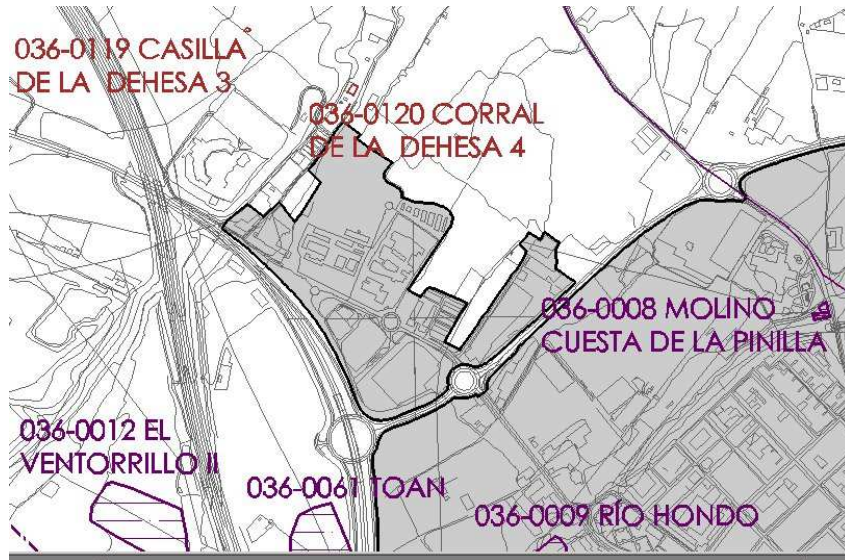 036-0119 CASILLA
DE LA DEHESA 3
036-0120 CORRAL
DE LA DEHESA 4
036-0008 MOLINO
CUESTA DE LA PINILLA
036-0012 EL
VENTORRILLO II
036-0061 TOAN
036-0009 RÍO HONDO